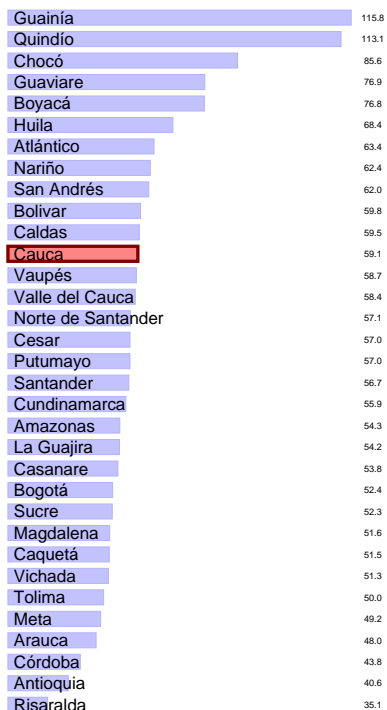 Guainía 115.8
Quindío 113.1
Chocó 85.6
Guaviare 76.9
Boyacá 76.8
Huila 68.4
Atlántico 63.4
Nariño 62.4
San Andrés 62.0
Bolivar 59.8
Caldas 59.5
Cauca 59.1
Vaupés 58.7
Valle del Cauca 58.4
Norte de Santander 57.1
Cesar 57.0
Putumayo 57.0
Santander 56.7
Cundinamarca 55.9
Amazonas 54.3
La Guajira 54.2
Casanare 53.8
Bogotá 52.4
Sucre 52.3
Magdalena 51.6
Caquetá 51.5
Vichada 51.3
Tolima 50.0
Meta 49.2
Arauca 48.0
Córdoba 43.8
Antioquia 40.6
Risaralda 35.1